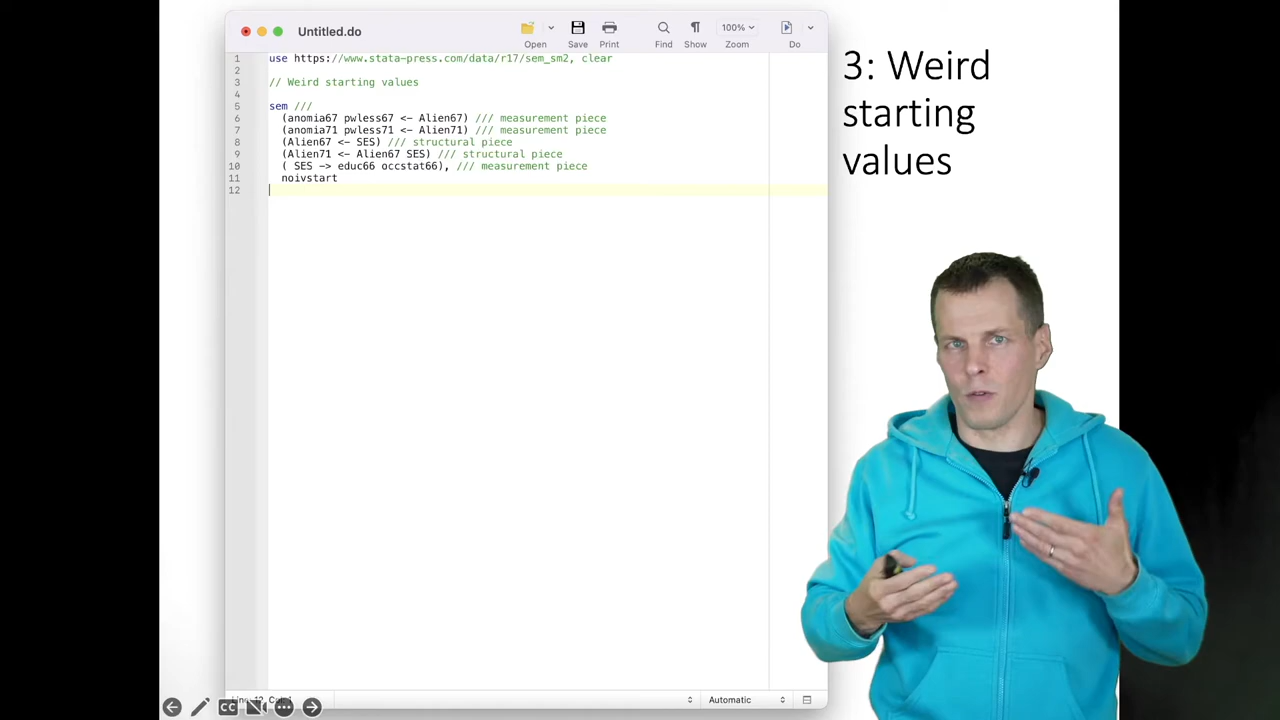 Untitled.do
Open
Save
Print
Find
Show
100%
Zoom
Do
1 use https://www.stata-press.com/data/r17/sem_sm2, clear
2
3 // Weird starting values
4
5 sem ///
6 (anomia67 pwless67 <- Alien67) /// measurement piece
7 (anomia71 pwless71 <- Alien71) /// measurement piece
8 (Alien67 <- SES) /// structural piece
9 (Alien71 <- Alien67 SES) /// structural piece
10 ( SES -> educ66 occstat66), /// measurement piece
11 noivstart
12
3: Weird
starting
values
CC
Automatic